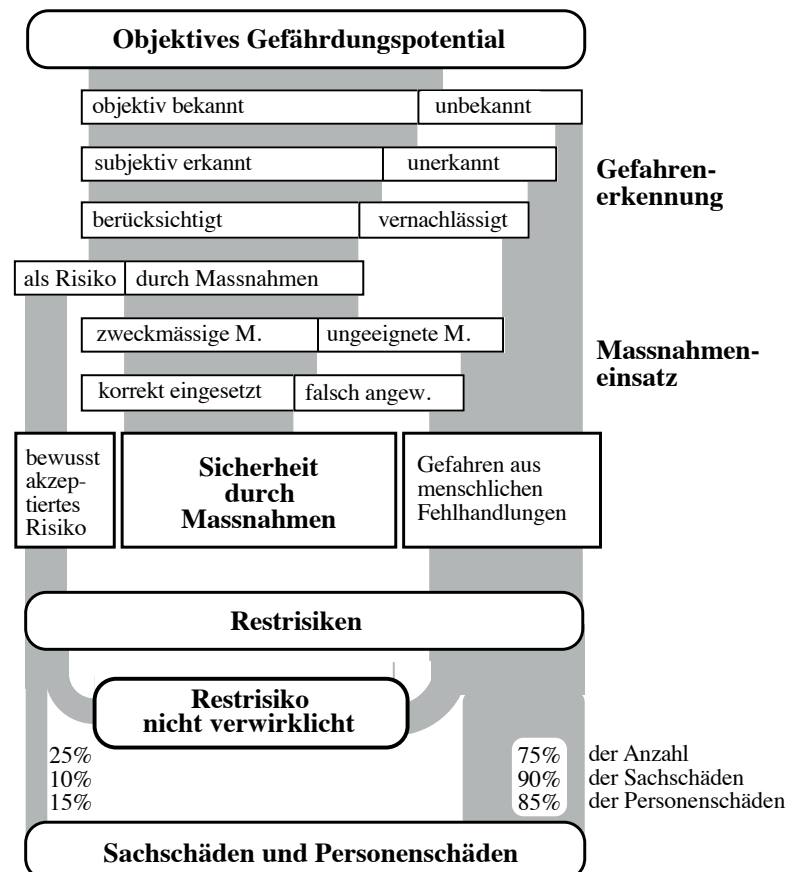 Objektives Gefährdungspotential
objektiv bekannt unbekannt
subjektiv erkannt unerkannt
Gefahren-
erkennung
berücksichtigt vernachlässigt
als Risiko durch Massnahmen
zweckmässige M. ungeeignete M.
Massnahmen-
einsatz
korrekt eingesetzt falsch angew.
bewusst
akzep-
tiertes
Risiko
Sicherheit
durch
Massnahmen
Gefahren aus
menschlichen
Fehlhandlungen
Restrisiken
Restrisiko
nicht verwirklicht
25% 75% der Anzahl
10% 90% der Sachschäden
15% 85% der Personenschäden
Sachschäden und Personenschäden